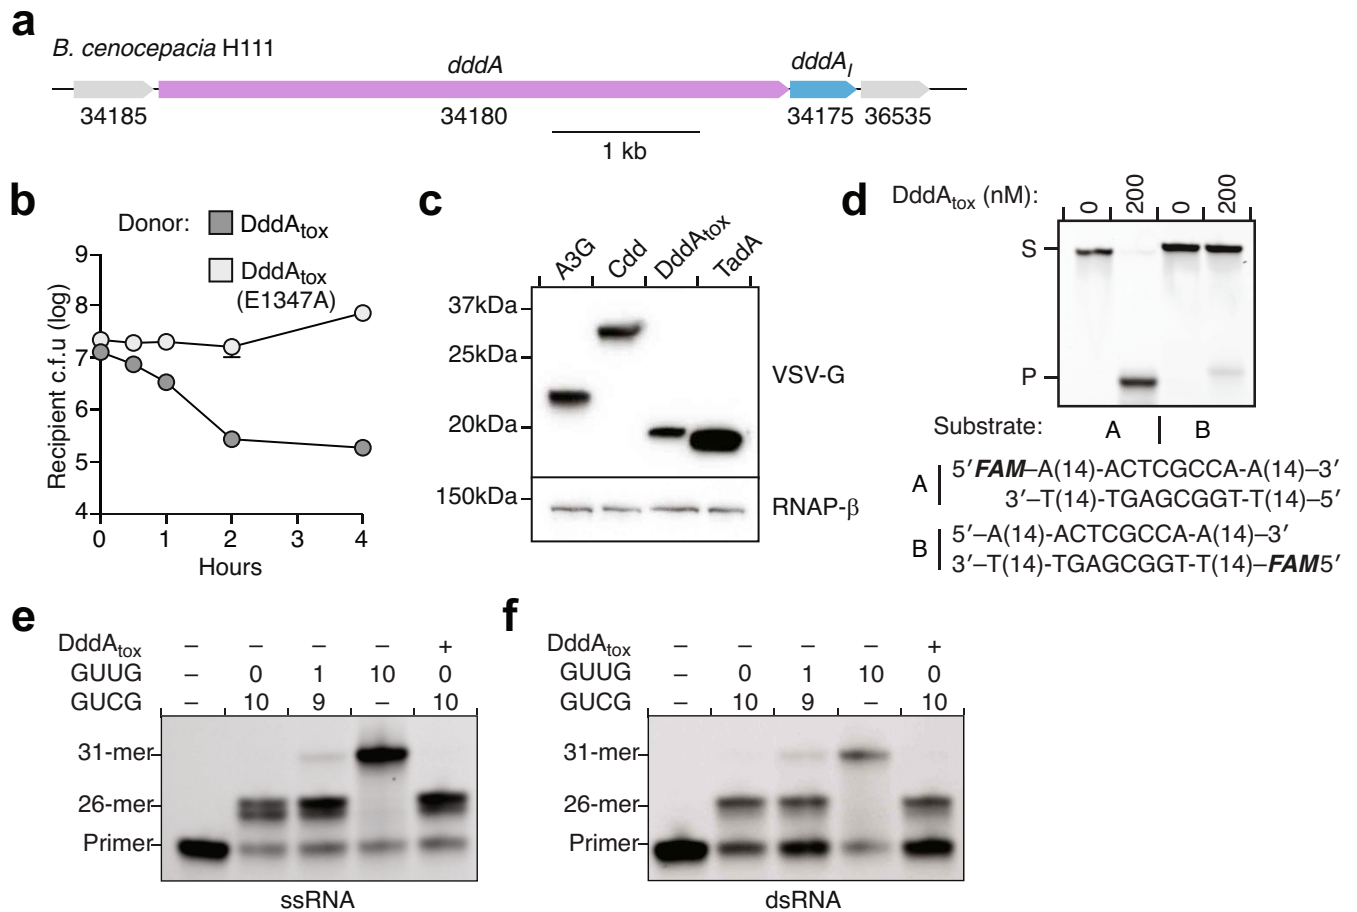 a
B. cenocepacia H111
dddA
dddA_I
34185
34180
34175
36535
1 kb
b
Donor:
DddA_tox
DddA_tox
(E1347A)
Recipient c.f.u (log)
9
8
7
6
5
4
0
1
2
3
4
Hours
c
A3G
Cdd
DddA_tox
TadA
37kDa
25kDa
20kDa
150kDa
VSV-G
RNAP-β
d
DddA_tox (nM):
0
200
0
200
S
P
Substrate:
A
B
A
5′FAM–A(14)-ACTCGCCA-A(14)–3′
3′–T(14)-TGAGCGGT-T(14)–5′
B
5′–A(14)-ACTCGCCA-A(14)–3′
3′–T(14)-TGAGCGGT-T(14)–FAM5′
e
DddA_tox – – – – +
GUUG – 0 1 10 0
GUCG – 10 9 – 10
31-mer
26-mer
Primer
ssRNA
f
DddA_tox – – – – +
GUUG – 0 1 10 0
GUCG – 10 9 – 10
31-mer
26-mer
Primer
dsRNA